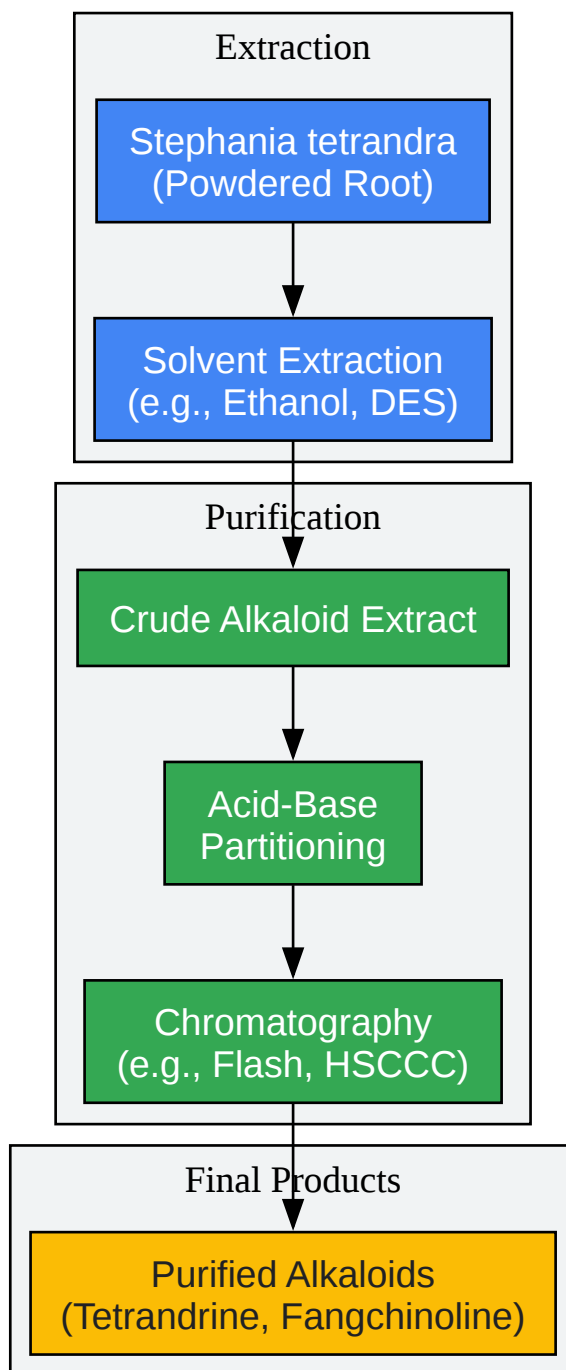 Extraction
Stephania tetrandra
(Powdered Root)
Solvent Extraction
(e.g., Ethanol, DES)
Purification
Crude Alkaloid Extract
Acid-Base
Partitioning
Chromatography
(e.g., Flash, HSCCC)
Final Products
Purified Alkaloids
(Tetrandrine, Fangchinoline)